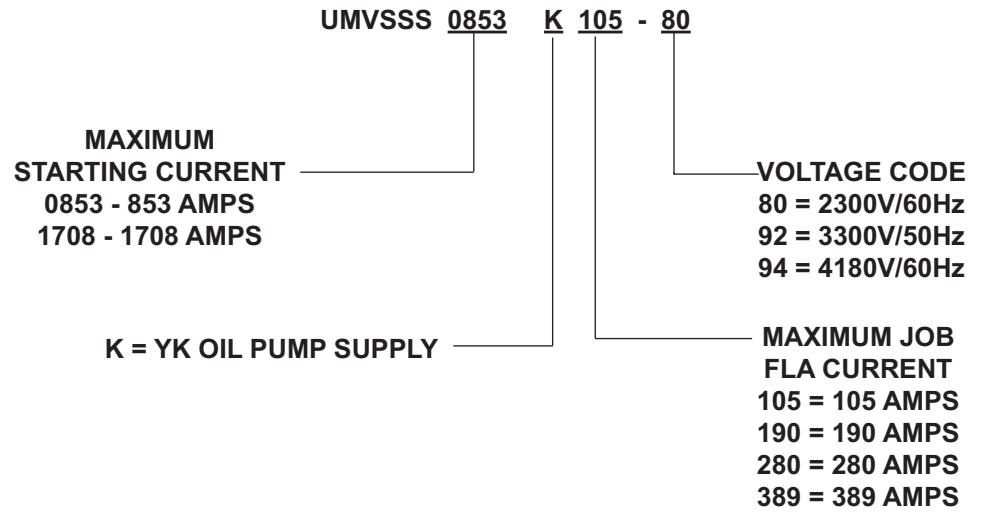 UMVSSS 0853 K 105 - 80
MAXIMUM
STARTING CURRENT
0853 - 853 AMPS
1708 - 1708 AMPS
VOLTAGE CODE
80 = 2300V/60Hz
92 = 3300V/50Hz
94 = 4180V/60Hz
K = YK OIL PUMP SUPPLY
MAXIMUM JOB
FLA CURRENT
105 = 105 AMPS
190 = 190 AMPS
280 = 280 AMPS
389 = 389 AMPS